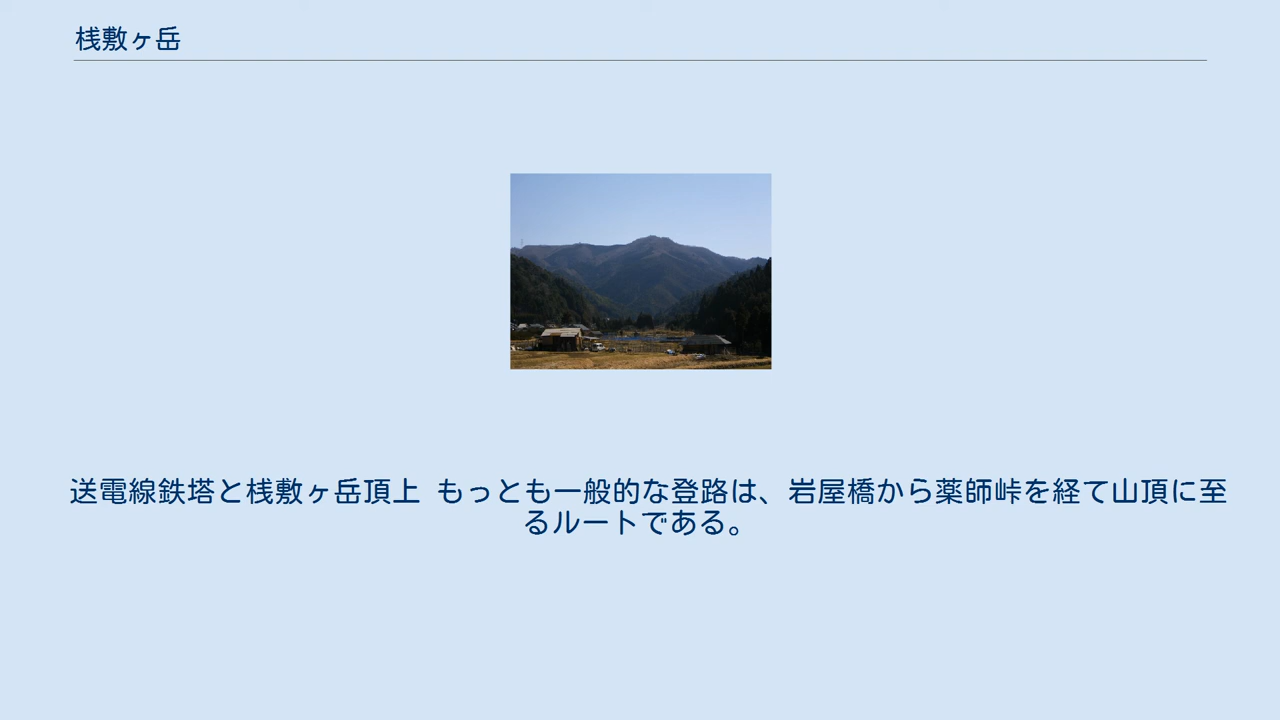 桟敷ヶ岳
送電線鉄塔と桟敷ヶ岳頂上 もっとも一般的な登路は、岩屋橋から薬師峠を経て山頂に至
るルートである。